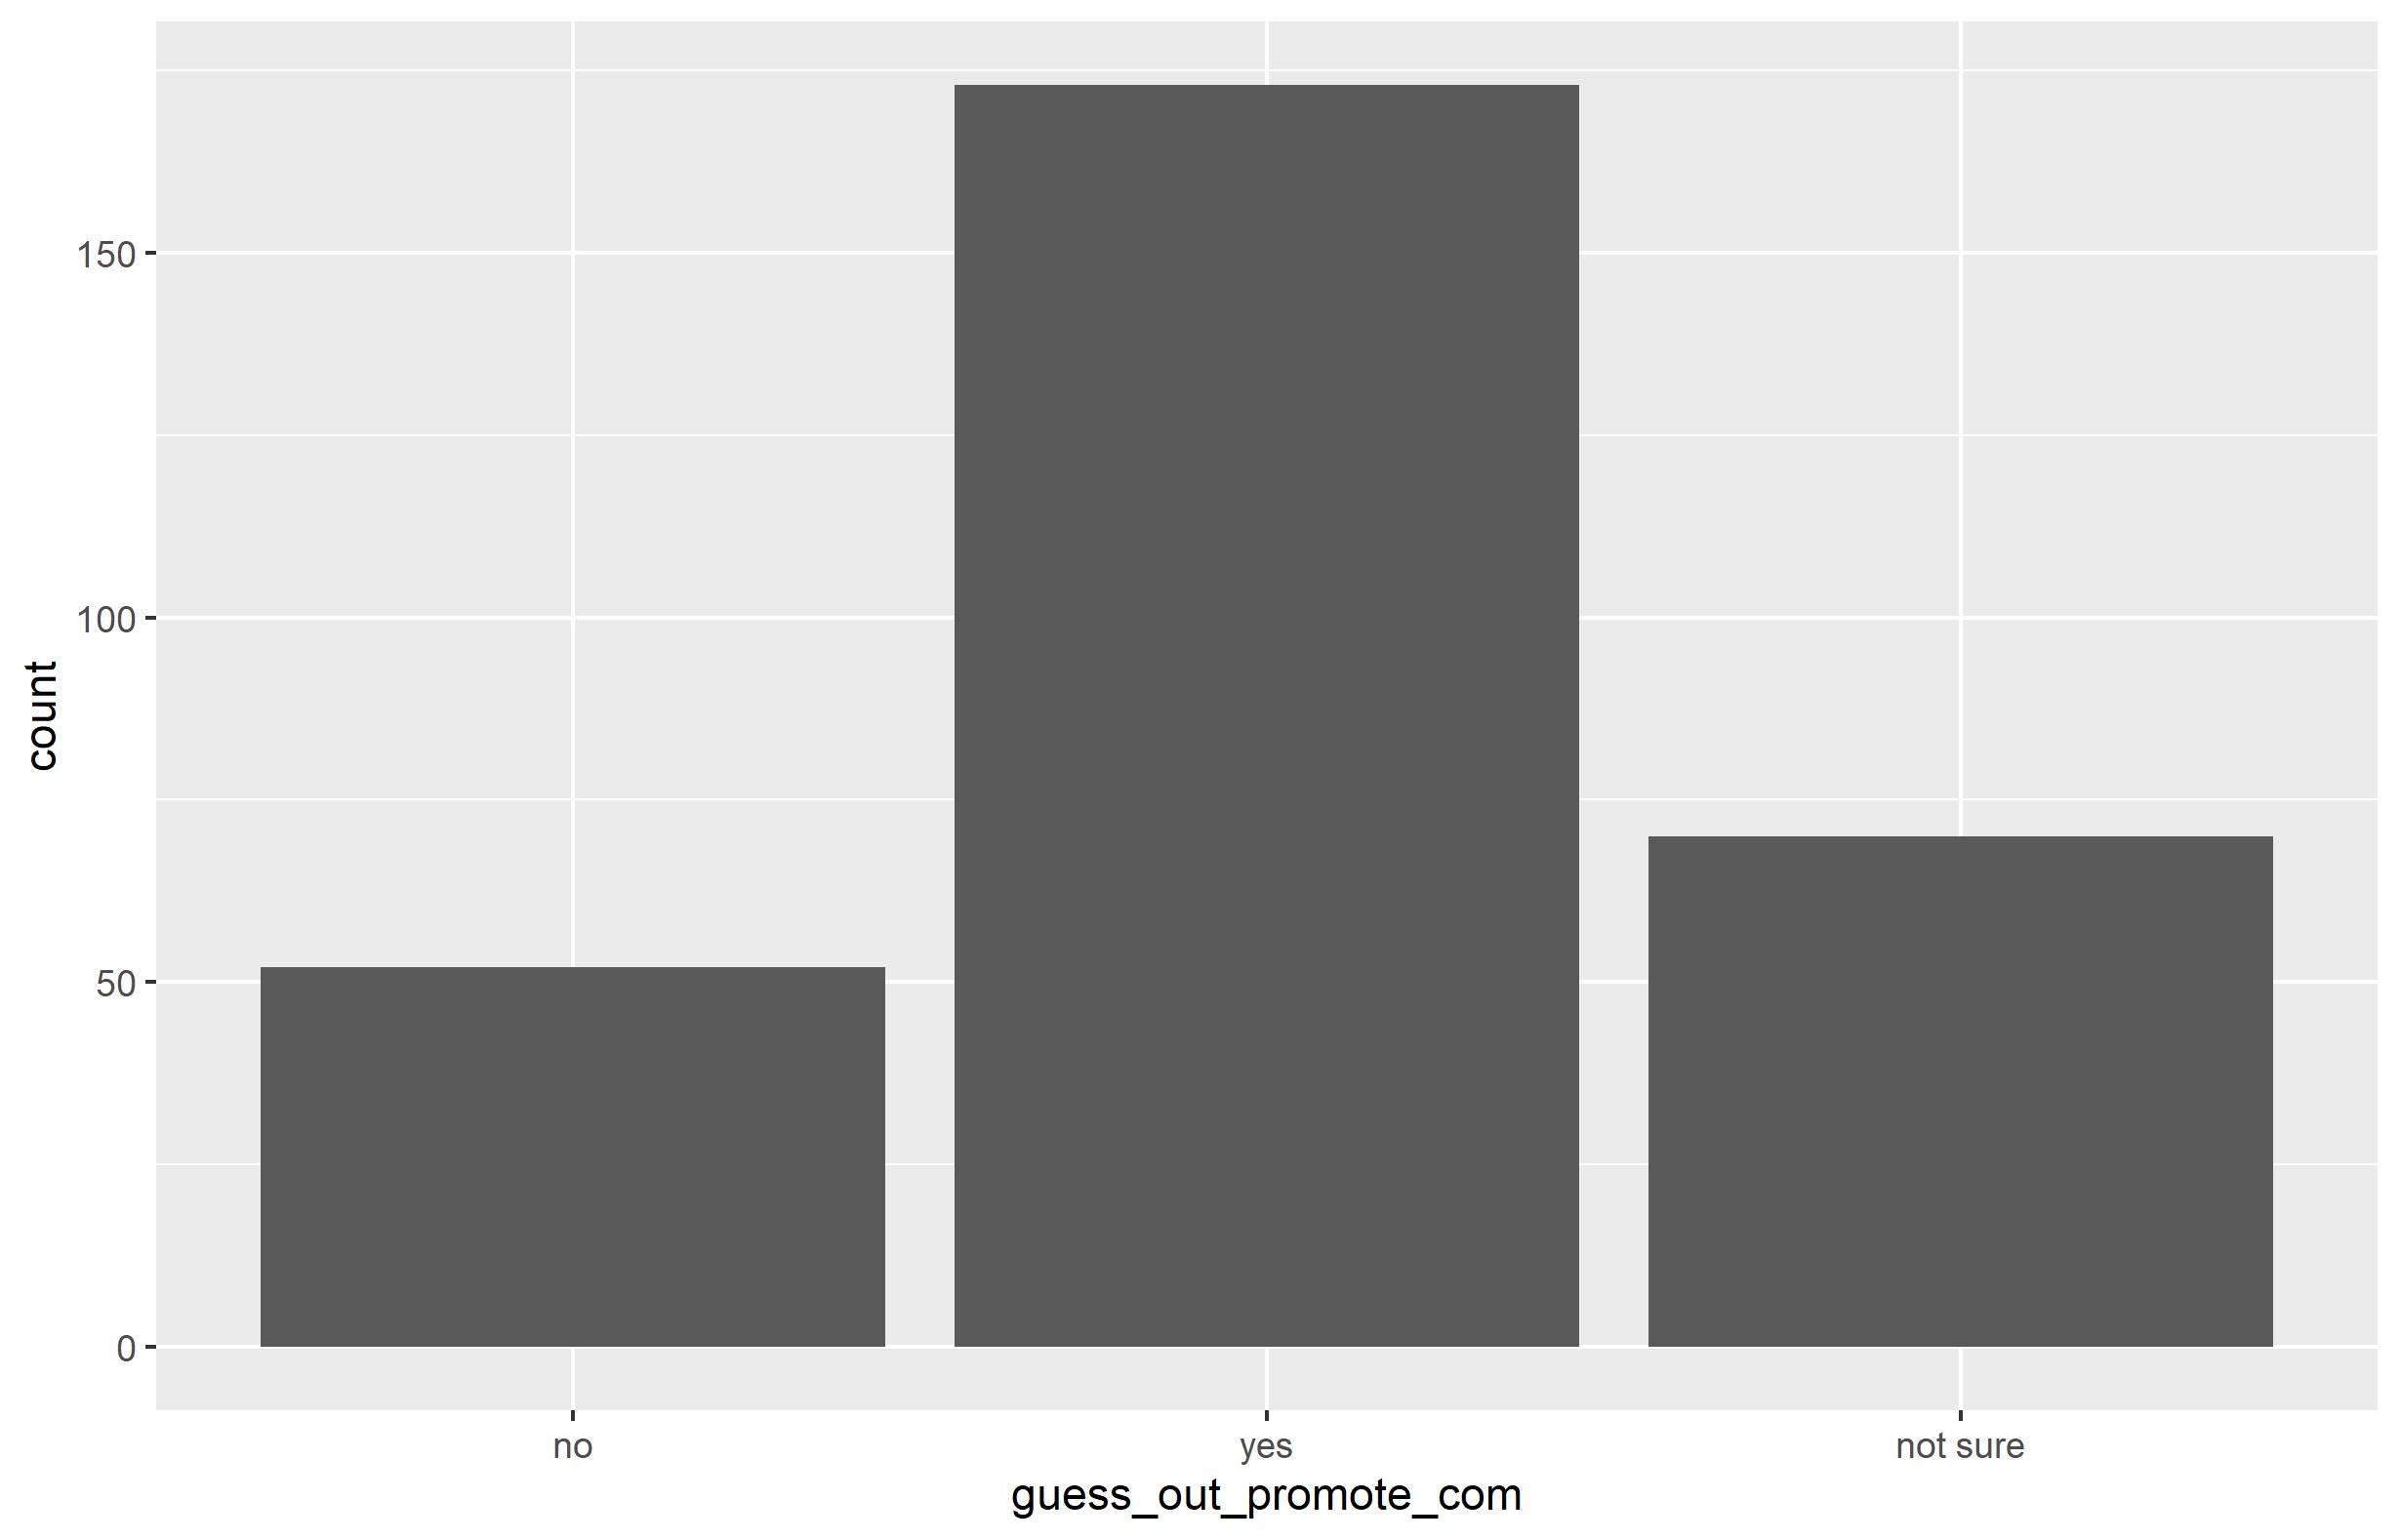 150
100
50
0
count
no
yes
not sure
guess_out_promote_com